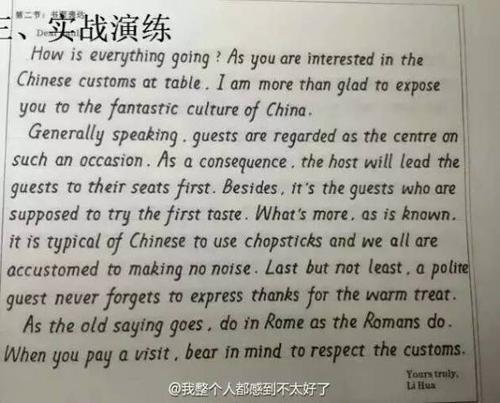 第二节：书面表达
三、实战演练
How is everything going? As you are interested in the
Chinese customs at table, I am more than glad to expose
you to the fantastic culture of China.
Generally speaking, guests are regarded as the centre on
such an occasion. As a consequence, the host will lead the
guests to their seats first. Besides, it's the guests who are
supposed to try the first taste. What's more, as is known,
it is typical of Chinese to use chopsticks and we all are
accustomed to making no noise. Last but not least, a polite
guest never forgets to express thanks for the warm treat.
As the old saying goes, do in Rome as the Romans do.
When you pay a visit, bear in mind to respect the customs.
Yours truly,
Li Hua
@我整个人都感到不太好了